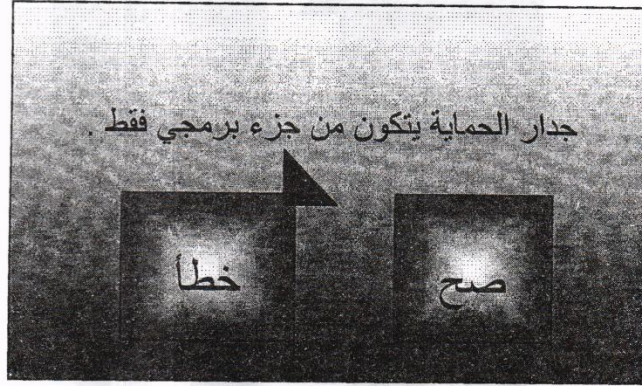 جدار الحماية يتكون من جزء برمجي فقط .
صح
خطأ